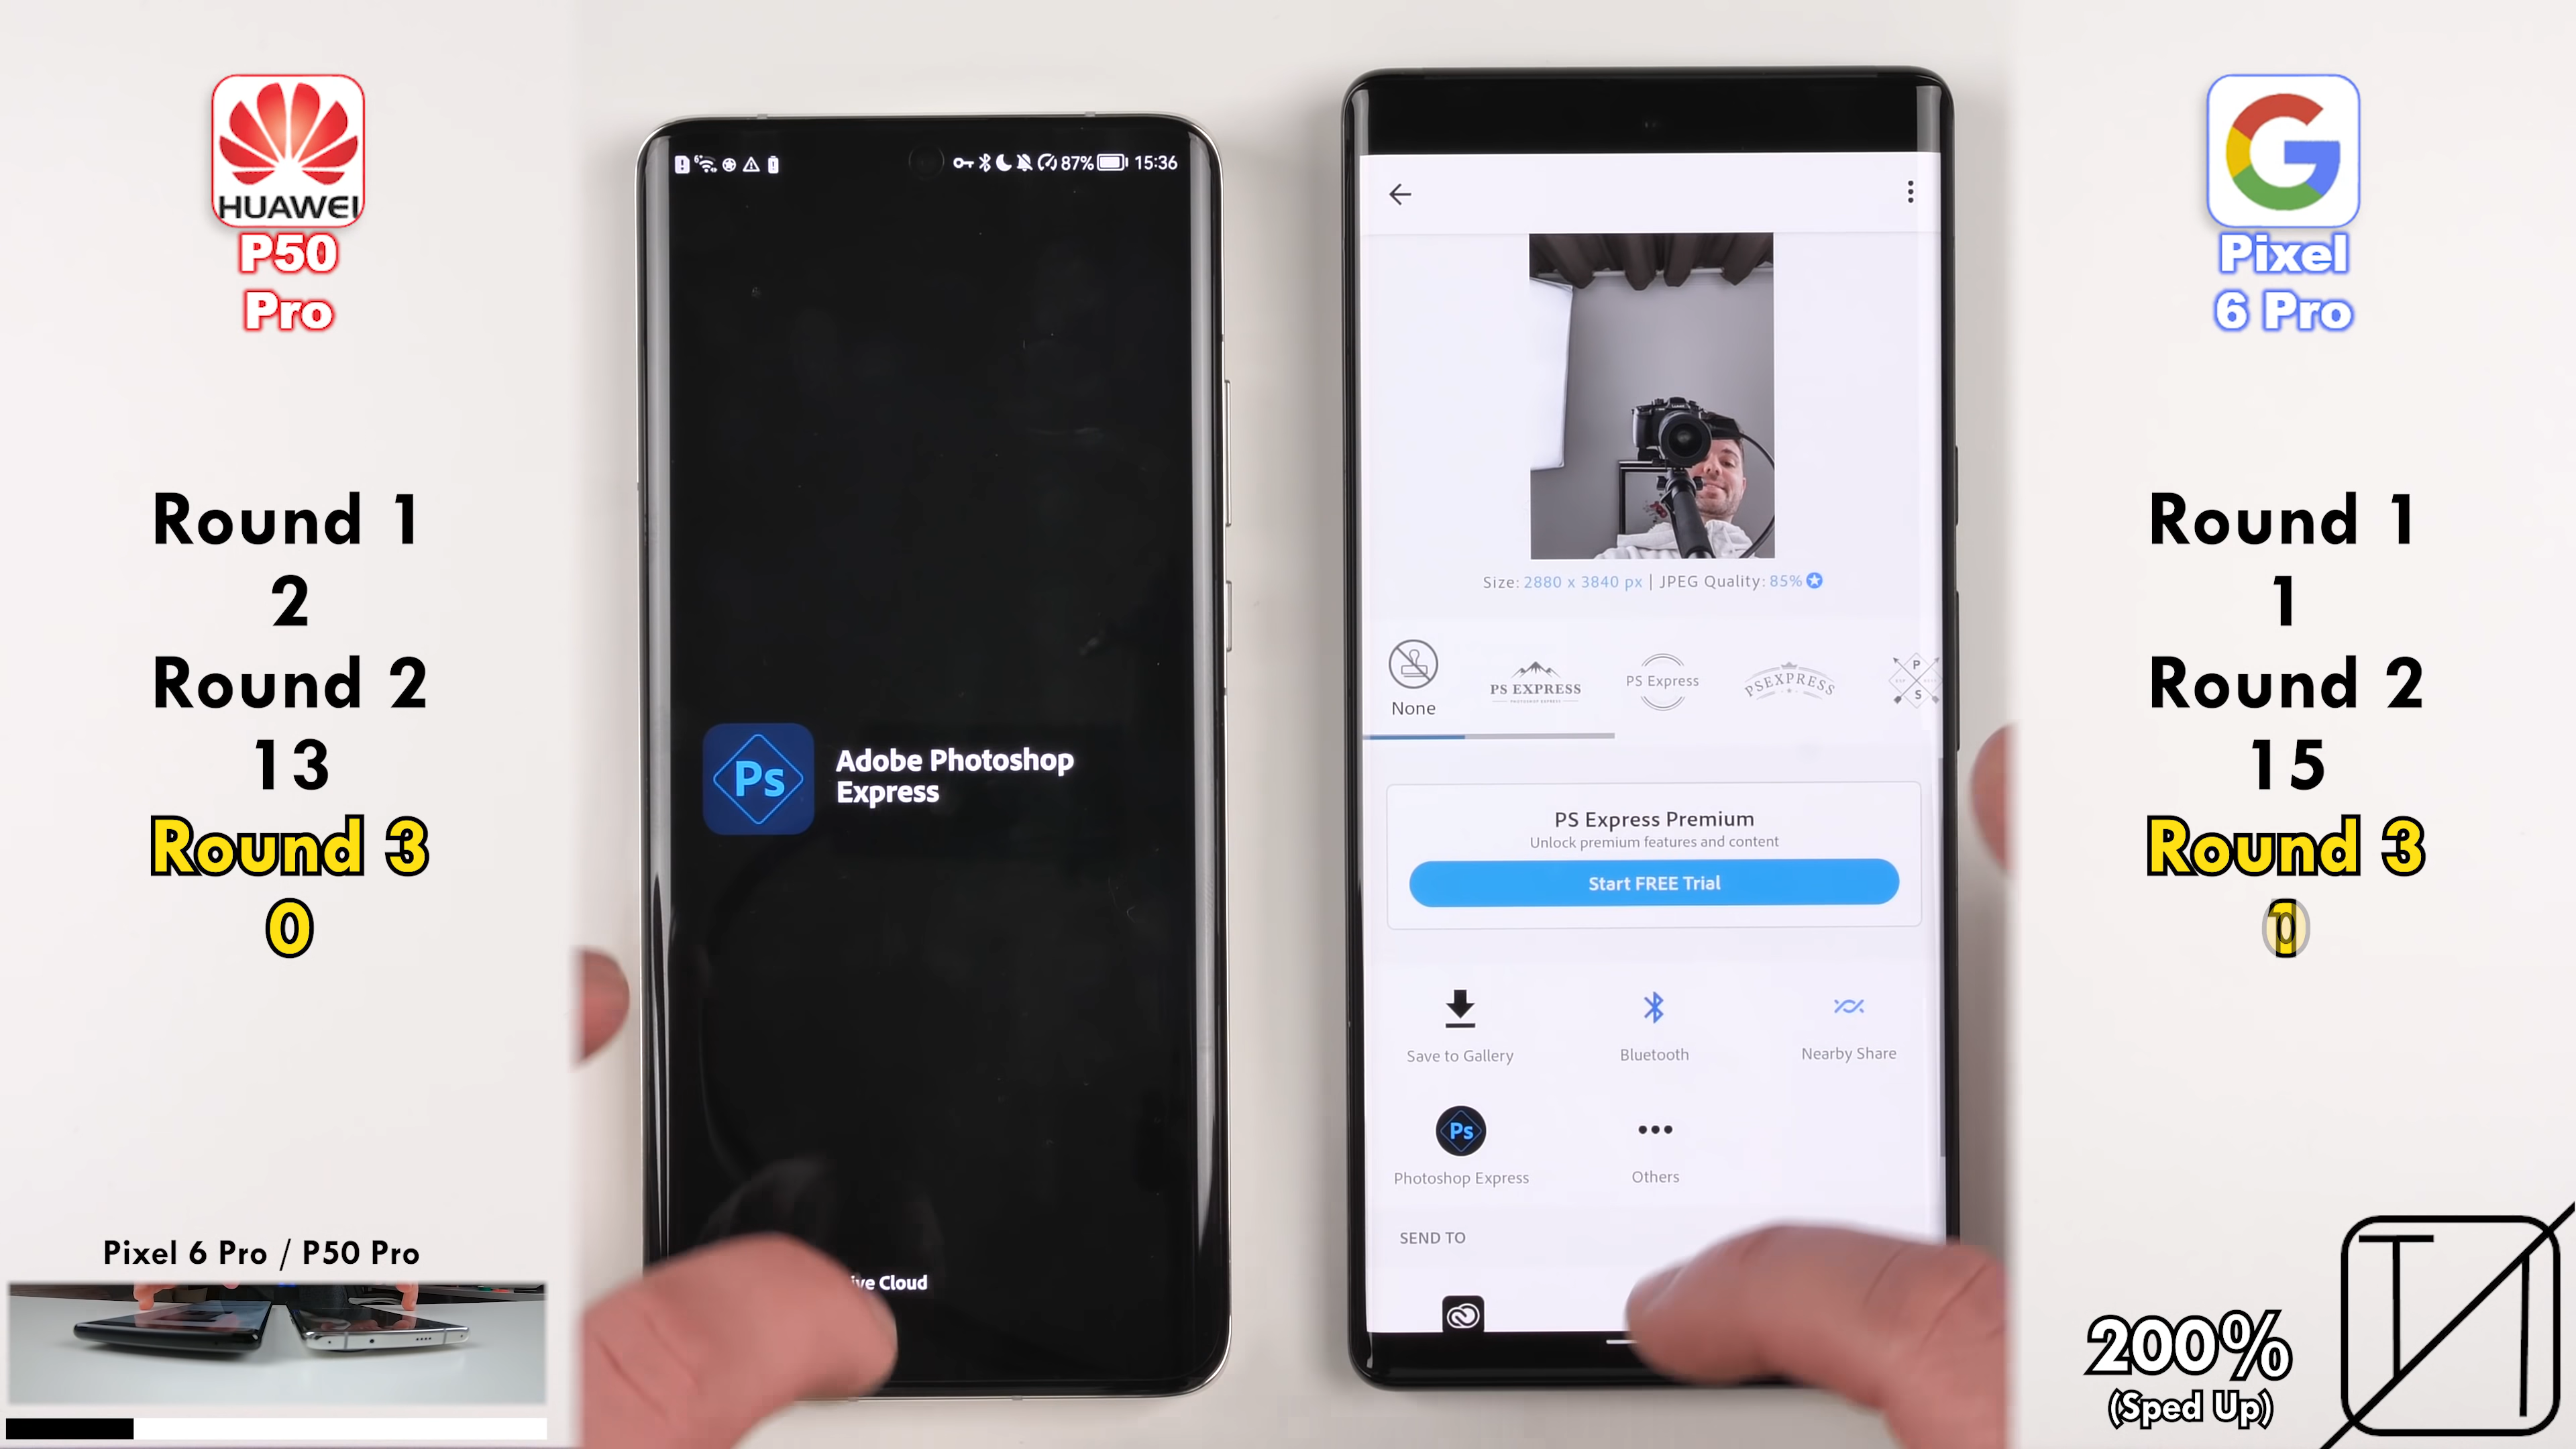 HUAWEI
P50
Pro
Round 1
2
Round 2
13
Round 3
0
Pixel 6 Pro / P50 Pro
6+
87% 15:36
Ps
Adobe Photoshop
Express
ive Cloud
Size: 2880 x 3840 px | JPEG Quality: 85%
None
PS EXPRESS
PS Express
PSEXPRESS
P
S
PS Express Premium
Unlock premium features and content
Start FREE Trial
Save to Gallery
Bluetooth
Nearby Share
Ps
Photoshop Express
Others
SEND TO
G
Pixel
6 Pro
Round 1
1
Round 2
15
Round 3
200%
(Sped Up)